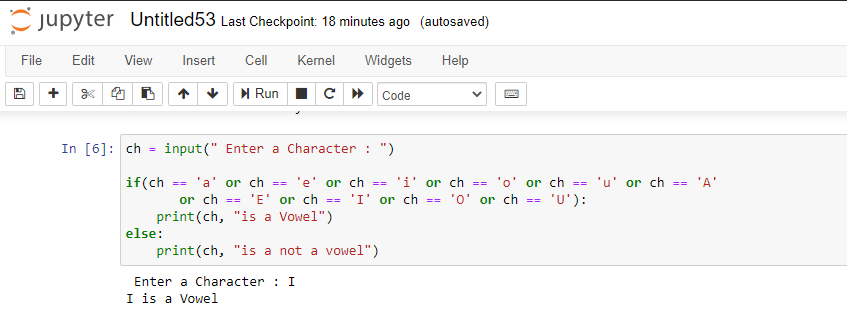 jupyter Untitled53 Last Checkpoint: 18 minutes ago (autosaved)
File Edit View Insert Cell Kernel Widgets Help
Run Code
In [6]: ch = input(" Enter a Character : ")
if(ch == 'a' or ch == 'e' or ch == 'i' or ch == 'o' or ch == 'u' or ch == 'A'
or ch == 'E' or ch == 'I' or ch == 'O' or ch == 'U'):
print(ch, "is a Vowel")
else:
print(ch, "is a not a vowel")
Enter a Character : I
I is a Vowel